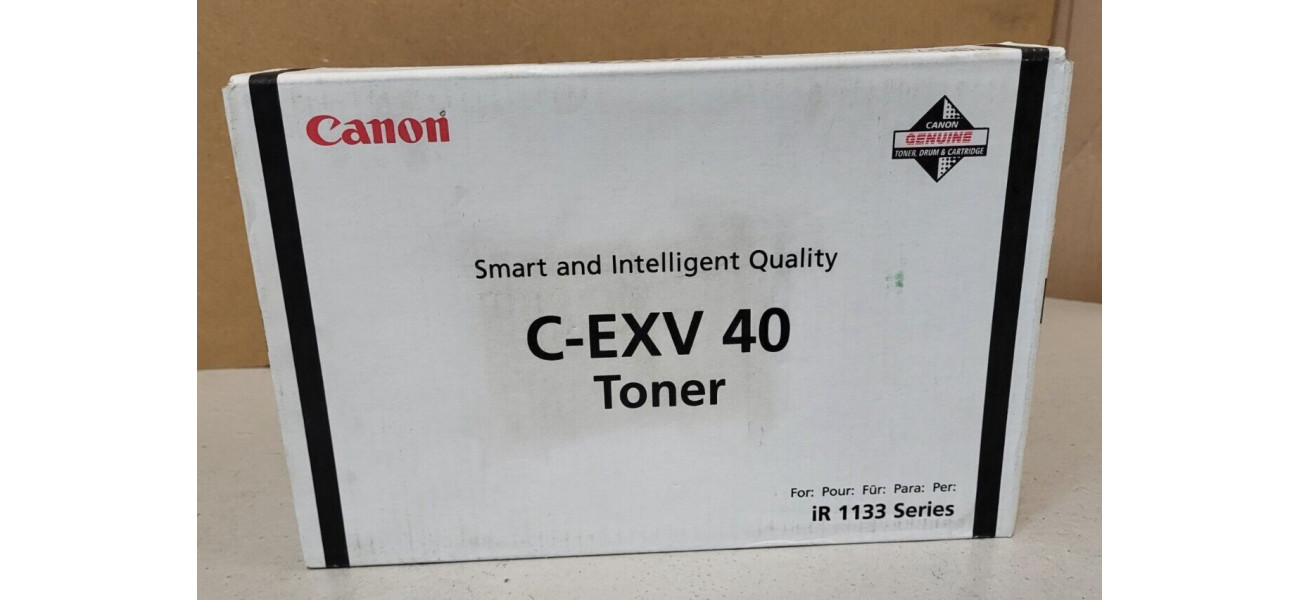 Canon
CANON
GENUINE
TONER, DRUM & CARTRIDGE
Smart and Intelligent Quality
C-EXV 40
Toner
For: Pour: Für: Para: Per:
iR 1133 Series